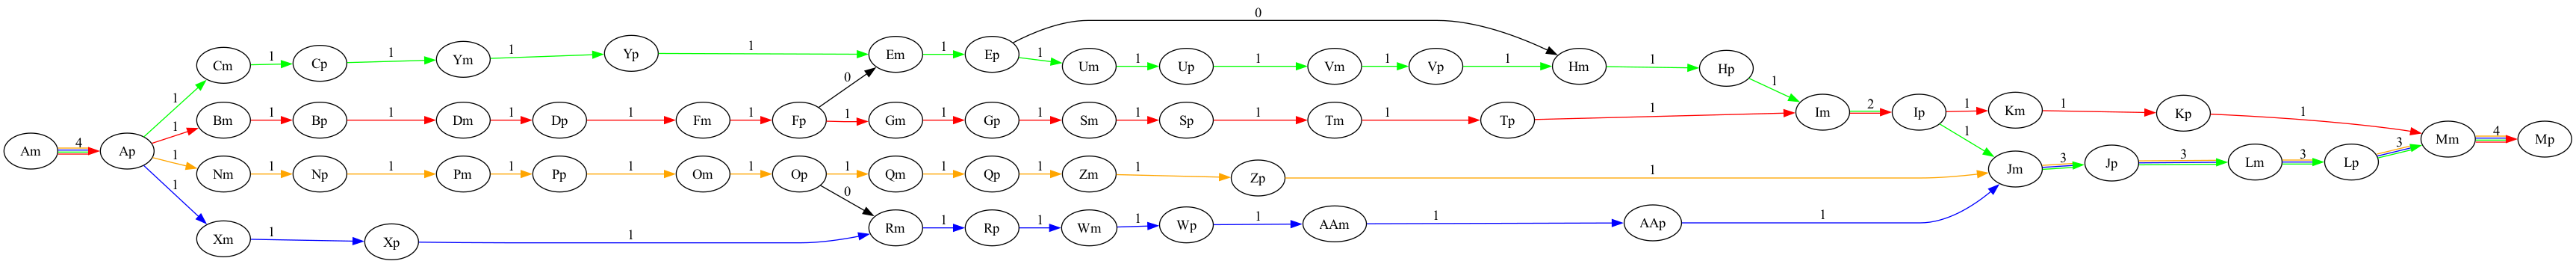 0
Cm 1 Cp 1 Ym 1 Yp 1 Em 1 Ep 1 Um 1 Up 1 Vm 1 Vp 1 Hm 1 Hp 1
1 0
Am 4 Ap 1 Bm 1 Bp 1 Dm 1 Dp 1 Fm 1 Fp 1 Gm 1 Gp 1 Sm 1 Sp 1 Tm 1 Tp 1 Im 2 Ip 1 Km 1 Kp 1 Mm 4 Mp
1 Nm 1 Np 1 Pm 1 Pp 1 Om 1 Op 1 Qm 1 Qp 1 Zm 1 Zp 1 1 Jm 3 Jp 3 Lm 3 Lp 3
1 0
Xm 1 Xp 1 Rm 1 Rp 1 Wm 1 Wp 1 AAm 1 AAp 1